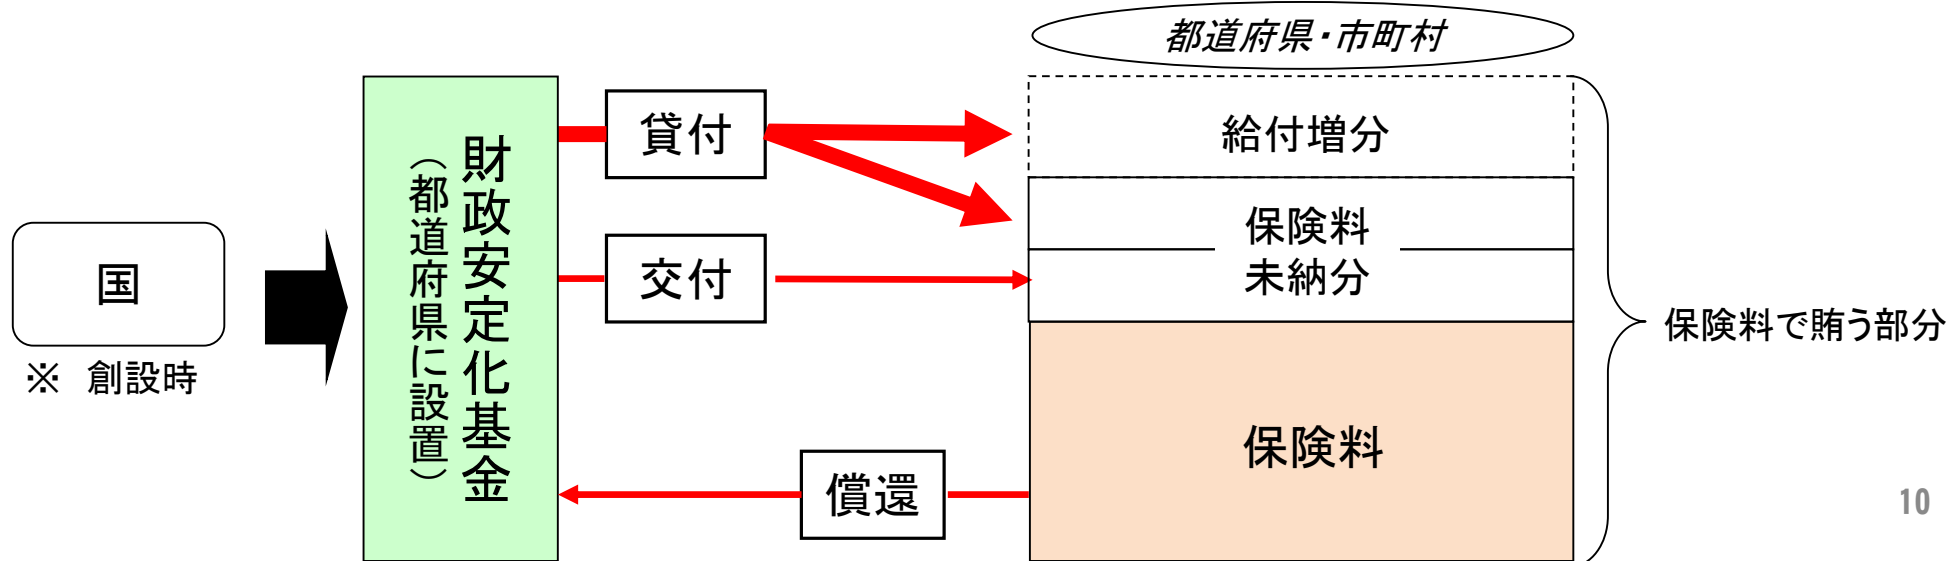 都道府県・市町村
国
※ 創設時
財政安定化基金
（都道府県に設置）
貸付
交付
償還
給付増分
保険料
未納分
保険料
保険料で賄う部分
10